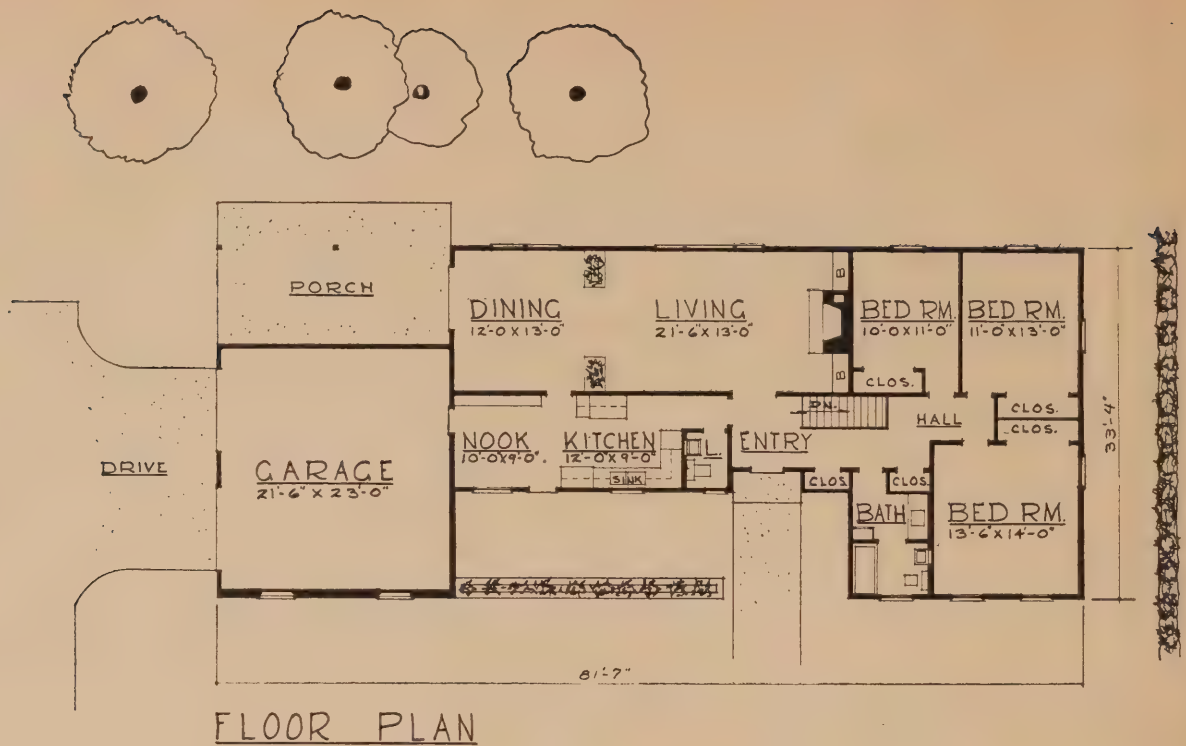 PORCH
DINING
12'-0 X 13'-0"
LIVING
21'-6" X 13'-0"
B
B
BED RM.
10'-0 X 11'-0"
BED RM.
11'-0" X 13'-0"
CLOS.
DN.
HALL
CLOS.
CLOS.
DRIVE
GARAGE
21'-6" X 23'-0"
NOOK
10'-0 X 9'-0".
KITCHEN
12'-0 X 9'-0"
SINK
L.
ENTRY
CLOS.
CLOS.
BATH
BED RM.
13'-6" X 14'-0"
33'-4"
81'-7"
FLOOR PLAN